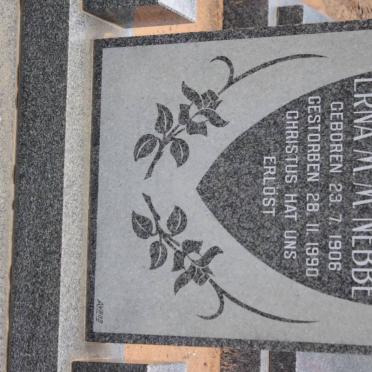 ERNA M. M. NEBBE
GEBOREN 23. 7. 1906
GESTORBEN 28. 11. 1990
CHRISTUS HAT UNS
ERLÖST